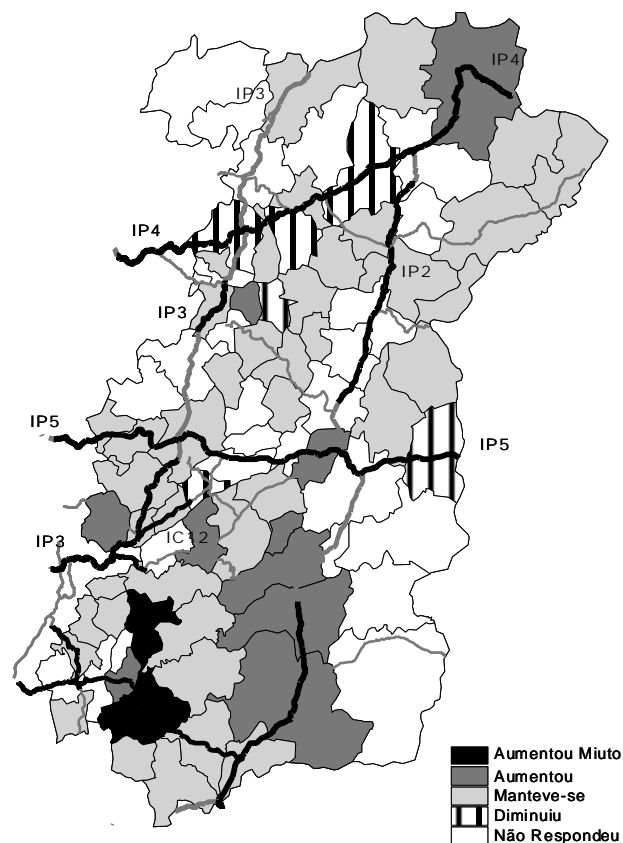 IP4
IP3
IP4
IP2
IP3
IP5
IP5
IP3
IC12
Aumentou Miuto
Aumentou
Manteve-se
Diminuiu
Não Respondeu